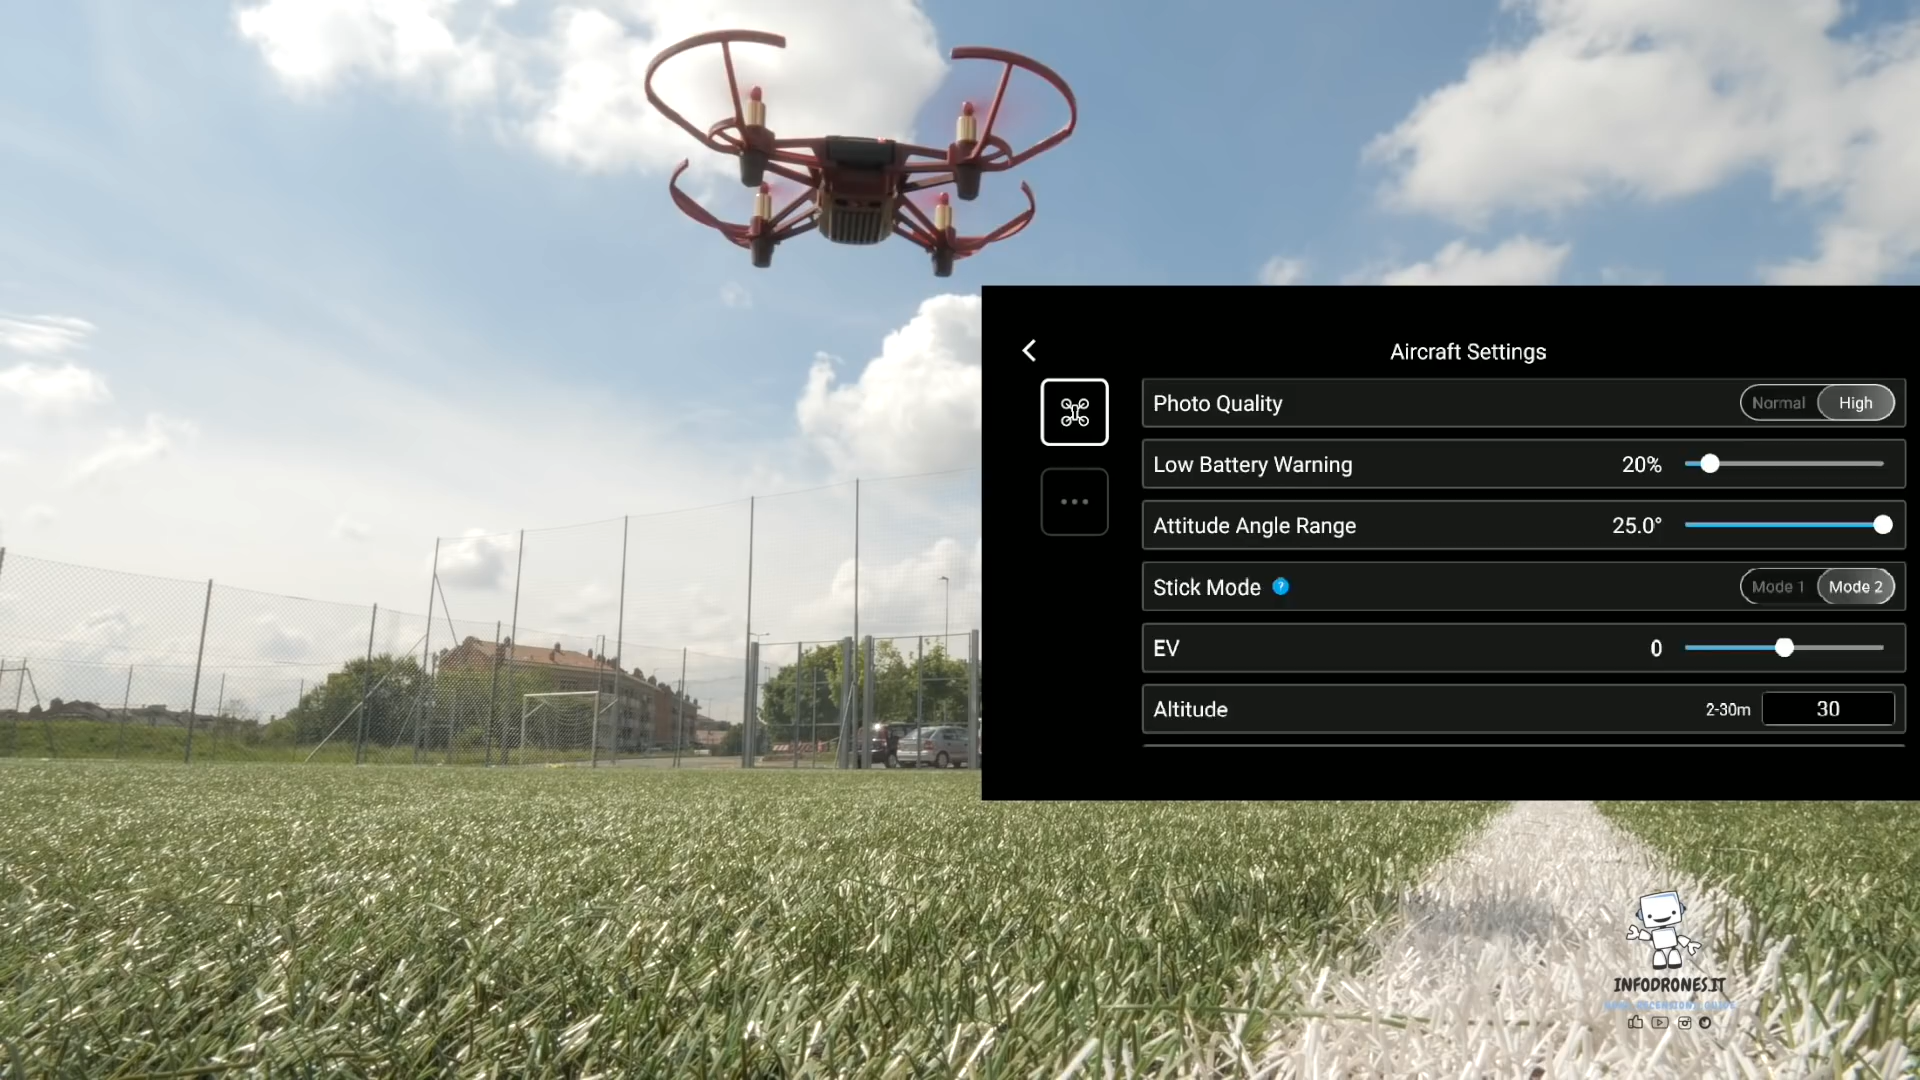 Aircraft Settings
Photo Quality Normal High
Low Battery Warning 20%
Attitude Angle Range 25.0°
Stick Mode ? Mode 1 Mode 2
EV 0
Altitude 2-30m 30
INFODRONES.IT